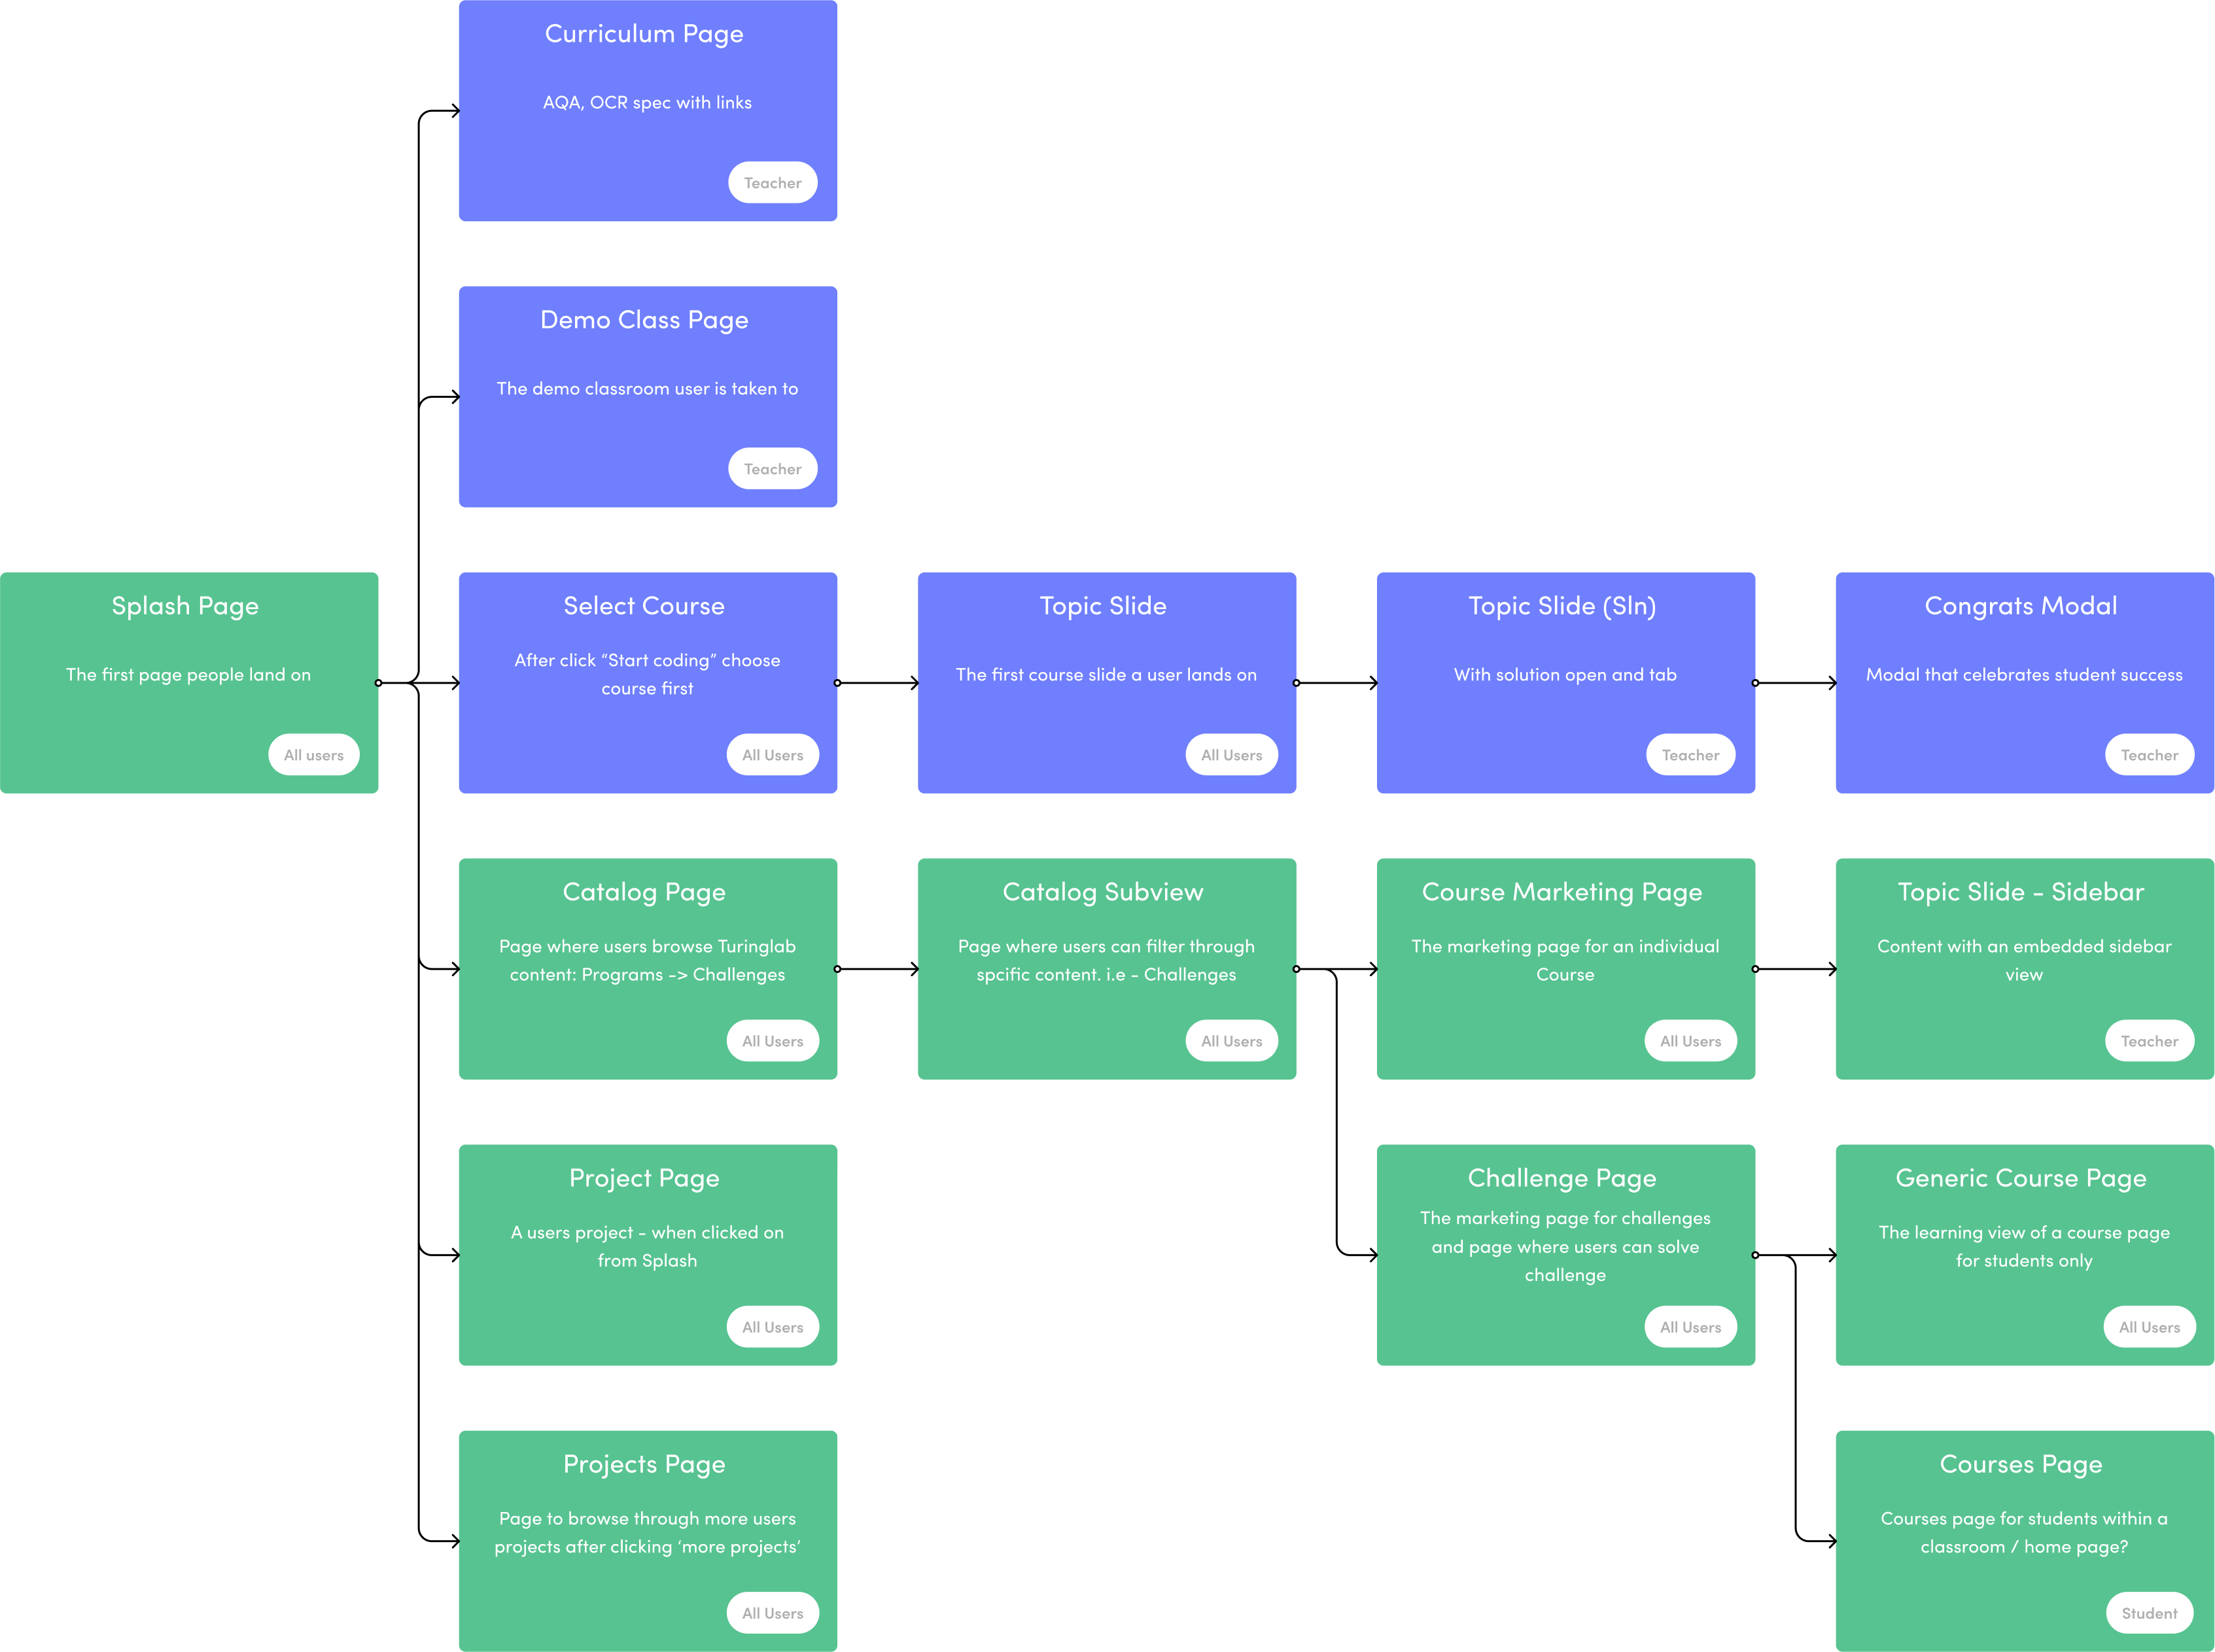 Curriculum Page
AQA, OCR spec with links
Teacher
Demo Class Page
The demo classroom user is taken to
Teacher
Splash Page
The first page people land on
All users
Select Course
After click “Start coding” choose
course first
All Users
Topic Slide
The first course slide a user lands on
All Users
Topic Slide (Sln)
With solution open and tab
Teacher
Congrats Modal
Modal that celebrates student success
Teacher
Catalog Page
Page where users browse Turinglab
content: Programs -> Challenges
All Users
Catalog Subview
Page where users can filter through
spcific content. i.e - Challenges
All Users
Course Marketing Page
The marketing page for an individual
Course
All Users
Topic Slide - Sidebar
Content with an embedded sidebar
view
Teacher
Project Page
A users project - when clicked on
from Splash
All Users
Challenge Page
The marketing page for challenges
and page where users can solve
challenge
All Users
Generic Course Page
The learning view of a course page
for students only
All Users
Projects Page
Page to browse through more users
projects after clicking ‘more projects’
All Users
Courses Page
Courses page for students within a
classroom / home page?
Student